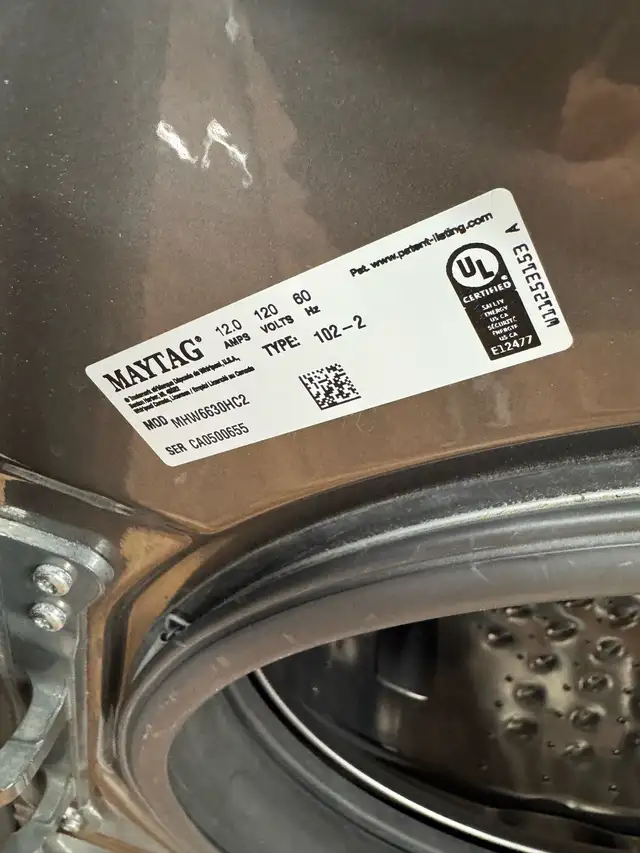 Pat. www.patent-listing.com
MAYTAG®
12.0 AMPS
120 VOLTS
60 Hz
TYPE: 102-2
® Trademark
MOD MHW6630HC2
SER CA0500655
UL
CERTIFIED
SAFETY
ENERGY
US CA
SÉCURITÉ
ÉNERGIE
US CA
E12477
W11253153 A